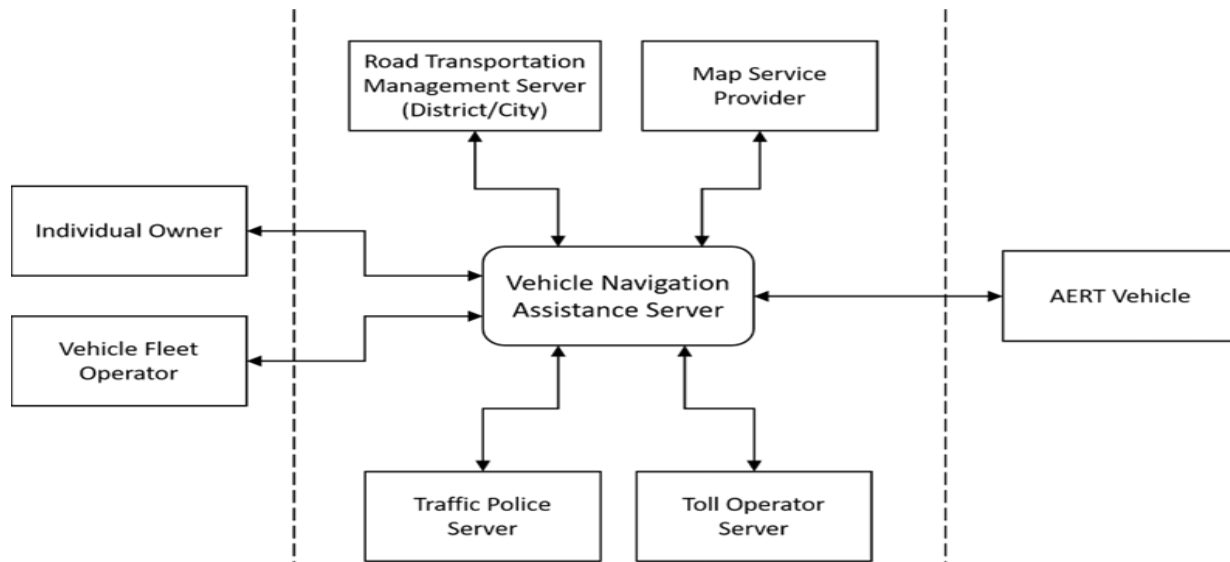 Road Transportation
Management Server
(District/City)
Map Service
Provider
Individual Owner
Vehicle Navigation
Assistance Server
AERT Vehicle
Vehicle Fleet
Operator
Traffic Police
Server
Toll Operator
Server